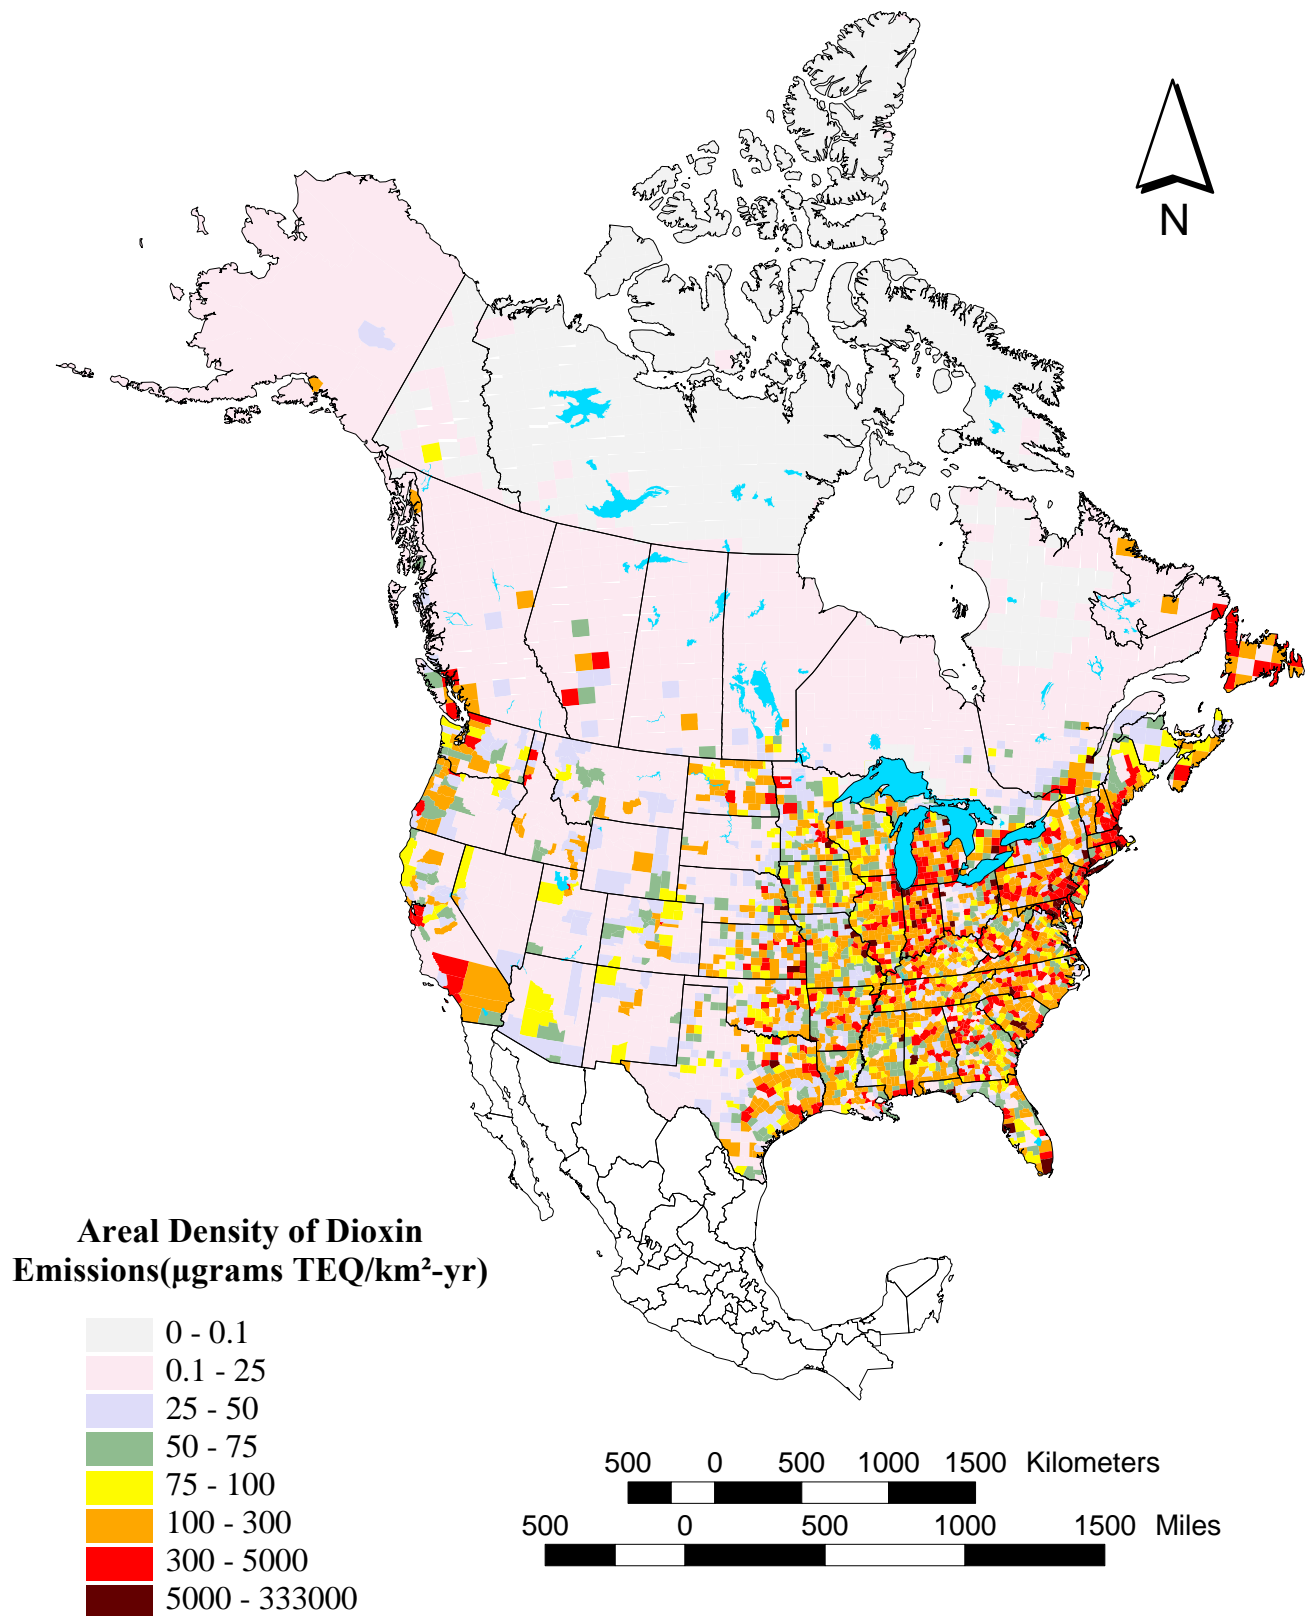 N
Areal Density of Dioxin
Emissions(µgrams TEQ/km²-yr)
0 - 0.1
0.1 - 25
25 - 50
50 - 75
75 - 100
100 - 300
300 - 5000
5000 - 333000
500 0 500 1000 1500 Kilometers
500 0 500 1000 1500 Miles